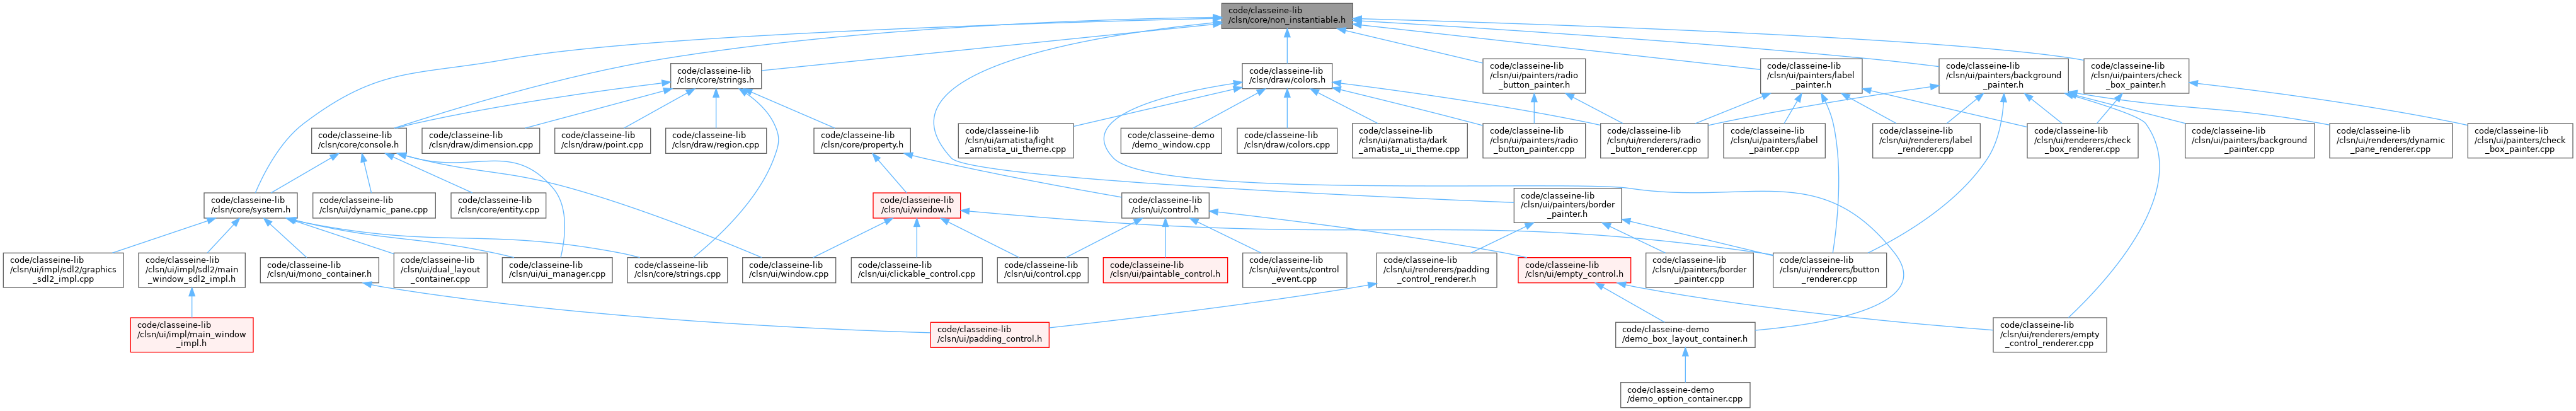 code/classeine-lib
/clsn/core/non_instantiable.h
code/classeine-lib
/clsn/core/strings.h
code/classeine-lib
/clsn/draw/colors.h
code/classeine-lib
/clsn/ui/painters/radio
_button_painter.h
code/classeine-lib
/clsn/ui/painters/label
_painter.h
code/classeine-lib
/clsn/ui/painters/background
_painter.h
code/classeine-lib
/clsn/ui/painters/check
_box_painter.h
code/classeine-lib
/clsn/core/console.h
code/classeine-lib
/clsn/draw/dimension.cpp
code/classeine-lib
/clsn/draw/point.cpp
code/classeine-lib
/clsn/draw/region.cpp
code/classeine-lib
/clsn/core/property.h
code/classeine-lib
/clsn/ui/amatista/light
_amatista_ui_theme.cpp
code/classeine-demo
/demo_window.cpp
code/classeine-lib
/clsn/draw/colors.cpp
code/classeine-lib
/clsn/ui/amatista/dark
_amatista_ui_theme.cpp
code/classeine-lib
/clsn/ui/painters/radio
_button_painter.cpp
code/classeine-lib
/clsn/ui/renderers/radio
_button_renderer.cpp
code/classeine-lib
/clsn/ui/painters/label
_painter.cpp
code/classeine-lib
/clsn/ui/renderers/label
_renderer.cpp
code/classeine-lib
/clsn/ui/renderers/check
_box_renderer.cpp
code/classeine-lib
/clsn/ui/painters/background
_painter.cpp
code/classeine-lib
/clsn/ui/renderers/dynamic
_pane_renderer.cpp
code/classeine-lib
/clsn/ui/painters/check
_box_painter.cpp
code/classeine-lib
/clsn/core/system.h
code/classeine-lib
/clsn/ui/dynamic_pane.cpp
code/classeine-lib
/clsn/core/entity.cpp
code/classeine-lib
/clsn/ui/window.h
code/classeine-lib
/clsn/ui/control.h
code/classeine-lib
/clsn/ui/painters/border
_painter.h
code/classeine-lib
/clsn/ui/impl/sdl2/graphics
_sdl2_impl.cpp
code/classeine-lib
/clsn/ui/impl/sdl2/main
_window_sdl2_impl.h
code/classeine-lib
/clsn/ui/mono_container.h
code/classeine-lib
/clsn/ui/dual_layout
_container.cpp
code/classeine-lib
/clsn/ui/ui_manager.cpp
code/classeine-lib
/clsn/core/strings.cpp
code/classeine-lib
/clsn/ui/window.cpp
code/classeine-lib
/clsn/ui/clickable_control.cpp
code/classeine-lib
/clsn/ui/control.cpp
code/classeine-lib
/clsn/ui/paintable_control.h
code/classeine-lib
/clsn/ui/events/control
_event.cpp
code/classeine-lib
/clsn/ui/renderers/padding
_control_renderer.h
code/classeine-lib
/clsn/ui/empty_control.h
code/classeine-lib
/clsn/ui/painters/border
_painter.cpp
code/classeine-lib
/clsn/ui/renderers/button
_renderer.cpp
code/classeine-lib
/clsn/ui/impl/main_window
_impl.h
code/classeine-lib
/clsn/ui/padding_control.h
code/classeine-demo
/demo_box_layout_container.h
code/classeine-lib
/clsn/ui/renderers/empty
_control_renderer.cpp
code/classeine-demo
/demo_option_container.cpp